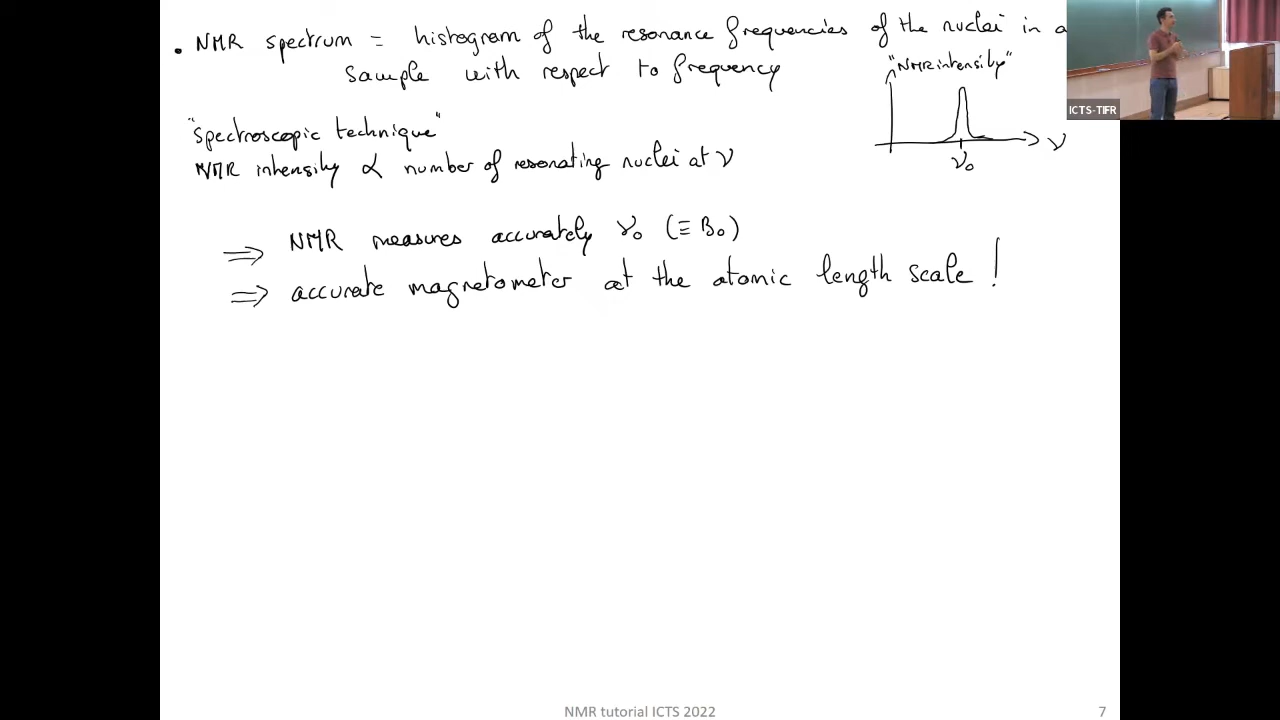 • NMR spectrum = histogram of the resonance frequencies of the nuclei in a
sample with respect to frequency
"NMR intensity"
"Spectroscopic technique"
NMR intensity ∝ number of resonating nuclei at ν
ν
ν₀
⇒ NMR measures accurately ν₀ (≡ B₀)
⇒ accurate magnetometer at the atomic length scale !
ICTS-TIFR
NMR tutorial ICTS 2022
7